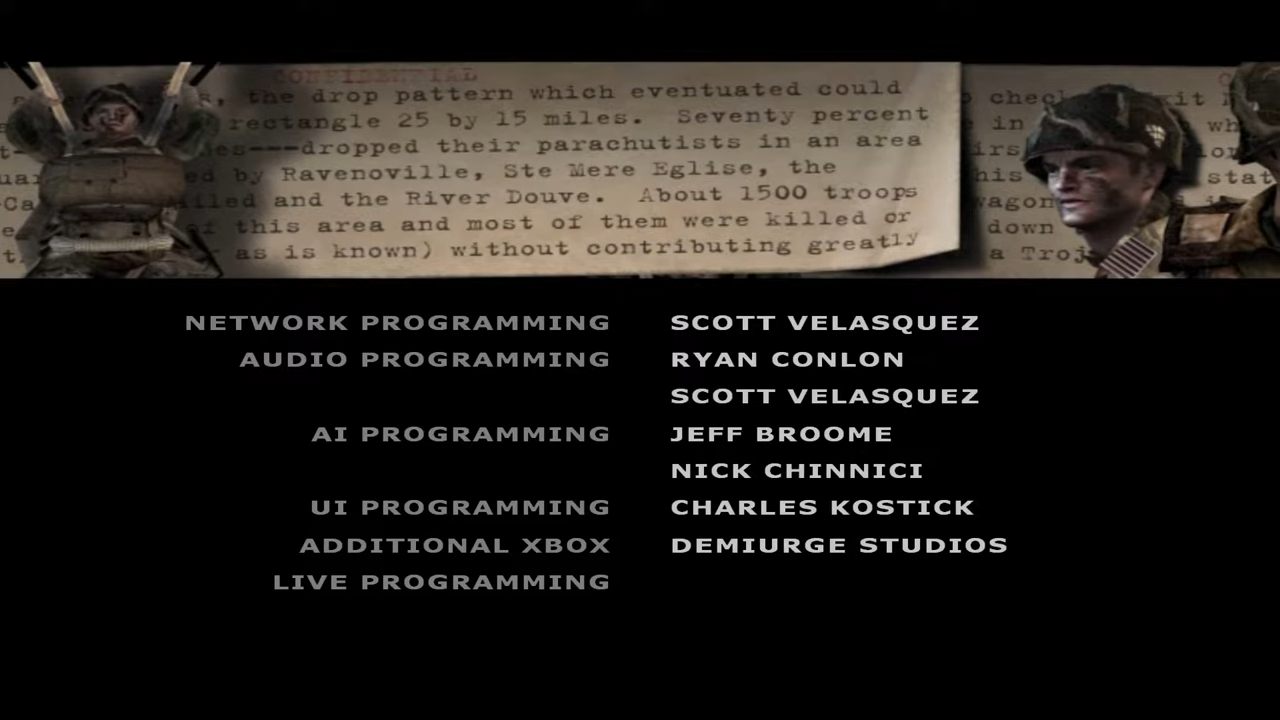 CONFIDENTIAL
the drop pattern which eventuated could
rectangle 25 by 15 miles. Seventy percent
---dropped their parachutists in an area
by Ravenoville, Ste Mere Eglise, the
and the River Douve. About 1500 troops
this area and most of them were killed or
as is known) without contributing greatly
in
down
a
NETWORK PROGRAMMING SCOTT VELASQUEZ
AUDIO PROGRAMMING RYAN CONLON
SCOTT VELASQUEZ
AI PROGRAMMING JEFF BROOME
NICK CHINNICI
UI PROGRAMMING CHARLES KOSTICK
ADDITIONAL XBOX DEMIURGE STUDIOS
LIVE PROGRAMMING